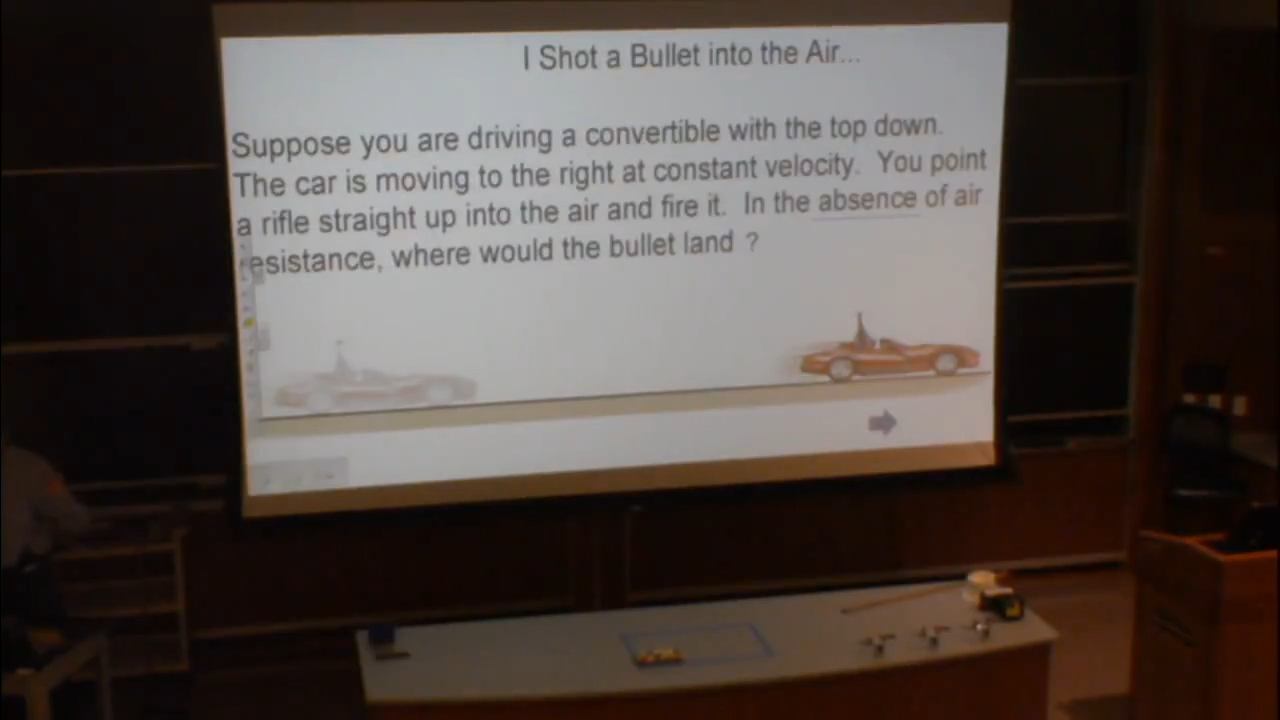 I Shot a Bullet into the Air...
Suppose you are driving a convertible with the top down.
The car is moving to the right at constant velocity. You point
a rifle straight up into the air and fire it. In the absence of air
resistance, where would the bullet land ?